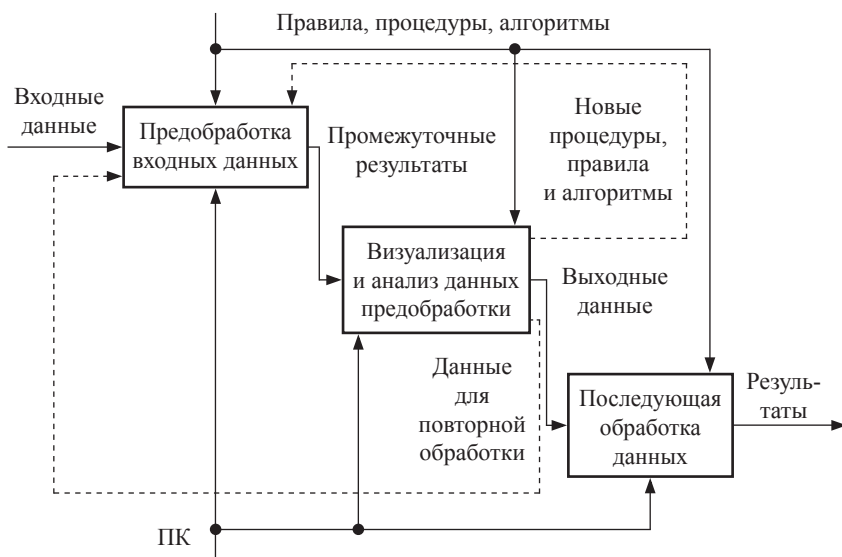 Правила, процедуры, алгоритмы
Входные
данные
Предобработка
входных данных
Промежуточные
результаты
Новые
процедуры,
правила
и алгоритмы
Визуализация
и анализ данных
предобработки
Выходные
данные
Данные
для
повторной
обработки
Последующая
обработка
данных
Резуль-
таты
ПК